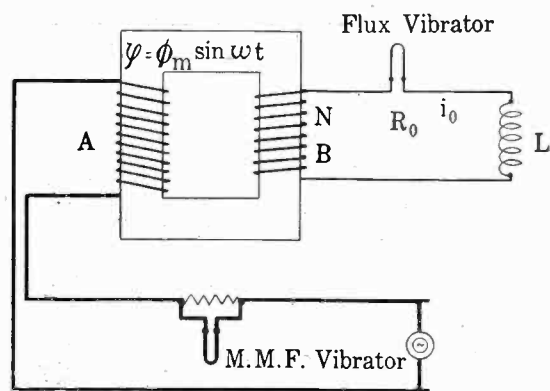 Flux Vibrator
φ=ϕm sin ωt
A
N
R0
i0
B
L
M.M.F. Vibrator